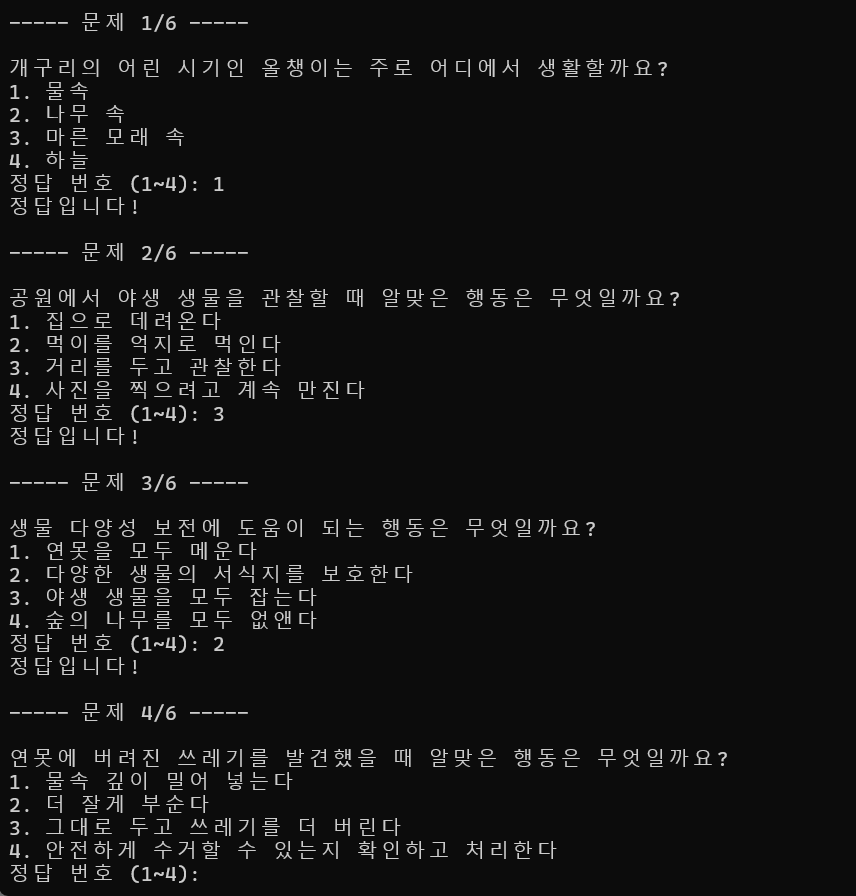 ----- 문제 1/6 -----
개구리의 어린 시기인 올챙이는 주로 어디에서 생활할까요?
1. 물속
2. 나무 속
3. 마른 모래 속
4. 하늘
정답 번호 (1~4): 1
정답입니다!
----- 문제 2/6 -----
공원에서 야생 생물을 관찰할 때 알맞은 행동은 무엇일까요?
1. 집으로 데려온다
2. 먹이를 억지로 먹인다
3. 거리를 두고 관찰한다
4. 사진을 찍으려고 계속 만진다
정답 번호 (1~4): 3
정답입니다!
----- 문제 3/6 -----
생물 다양성 보전에 도움이 되는 행동은 무엇일까요?
1. 연못을 모두 메운다
2. 다양한 생물의 서식지를 보호한다
3. 야생 생물을 모두 잡는다
4. 숲의 나무를 모두 없앤다
정답 번호 (1~4): 2
정답입니다!
----- 문제 4/6 -----
연못에 버려진 쓰레기를 발견했을 때 알맞은 행동은 무엇일까요?
1. 물속 깊이 밀어 넣는다
2. 더 잘게 부순다
3. 그대로 두고 쓰레기를 더 버린다
4. 안전하게 수거할 수 있는지 확인하고 처리한다
정답 번호 (1~4):